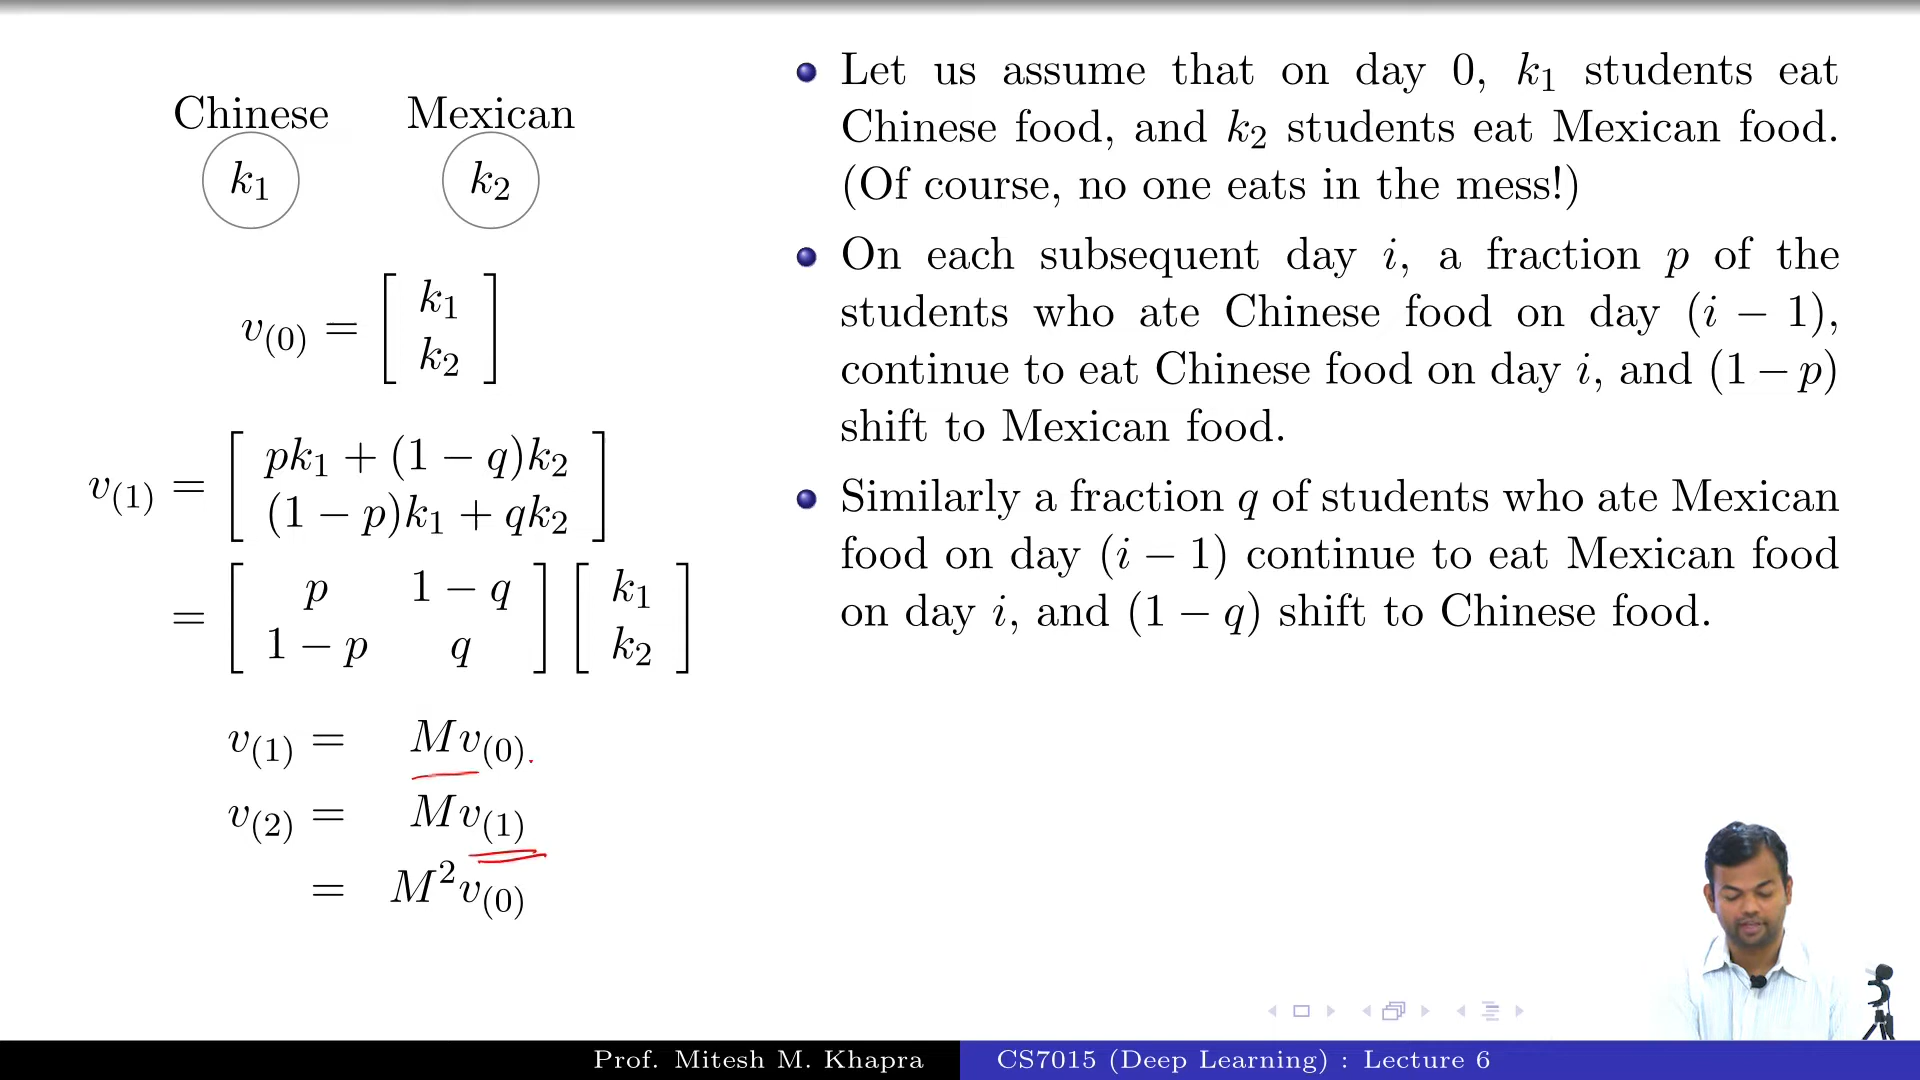 Chinese Mexican
k₁ k₂
v₍₀₎ = [ k₁
k₂ ]
v₍₁₎ = [ pk₁ + (1 − q)k₂
(1 − p)k₁ + qk₂ ]
= [ p 1 − q
1 − p q ] [ k₁
k₂ ]
v₍₁₎ = Mv₍₀₎
v₍₂₎ = Mv₍₁₎
= M²v₍₀₎
Let us assume that on day 0, k₁ students eat
Chinese food, and k₂ students eat Mexican food.
(Of course, no one eats in the mess!)
On each subsequent day i, a fraction p of the
students who ate Chinese food on day (i − 1),
continue to eat Chinese food on day i, and (1 − p)
shift to Mexican food.
Similarly a fraction q of students who ate Mexican
food on day (i − 1) continue to eat Mexican food
on day i, and (1 − q) shift to Chinese food.
Prof. Mitesh M. Khapra
CS7015 (Deep Learning) : Lecture 6